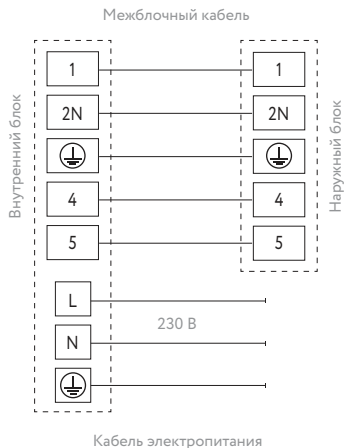 Межблочный кабель
Внутренний блок
Наружный блок
1 1
2N 2N
4 4
5 5
L
230 В
N
Кабель электропитания